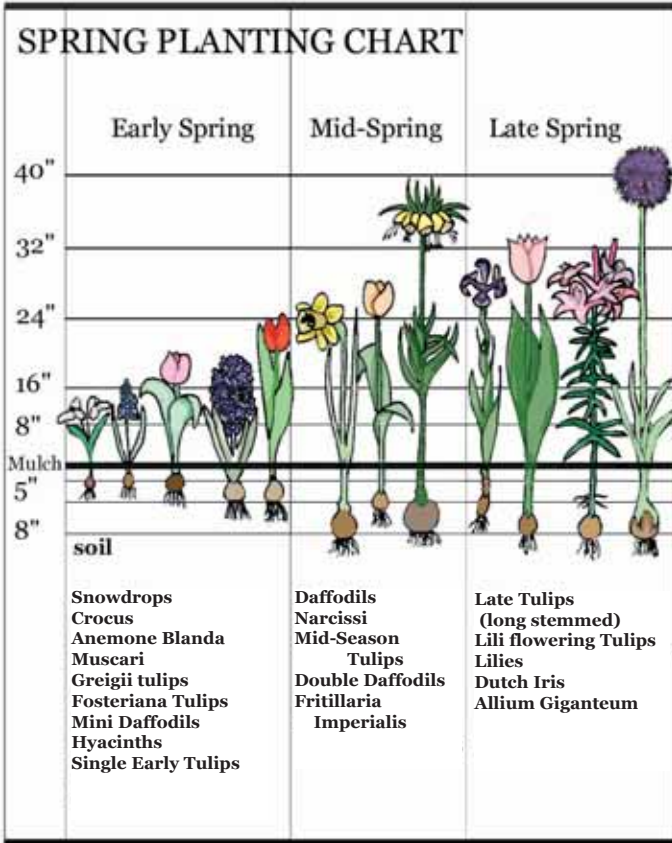 SPRING PLANTING CHART
Early Spring
Mid-Spring
Late Spring
40"
32"
24"
16"
8"
Mulch
5"
8"
soil
Snowdrops
Crocus
Anemone Blanda
Muscari
Greigii tulips
Fosteriana Tulips
Mini Daffodils
Hyacinths
Single Early Tulips
Daffodils
Narcissi
Mid-Season
Tulips
Double Daffodils
Fritillaria
Imperialis
Late Tulips
(long stemmed)
Lili flowering Tulips
Lilies
Dutch Iris
Allium Giganteum